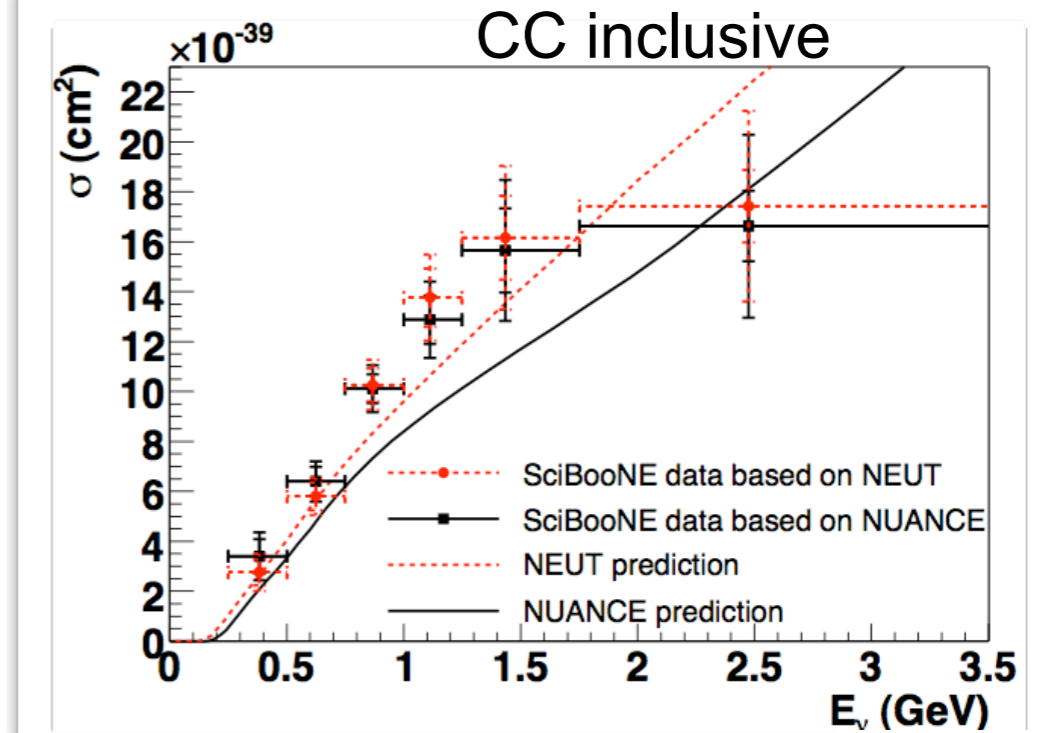 CC inclusive
×10-39
σ (cm2)
22
20
18
16
14
12
10
8
6
4
2
0
0 0.5 1 1.5 2 2.5 3 3.5
Eν (GeV)
SciBooNE data based on NEUT
SciBooNE data based on NUANCE
NEUT prediction
NUANCE prediction